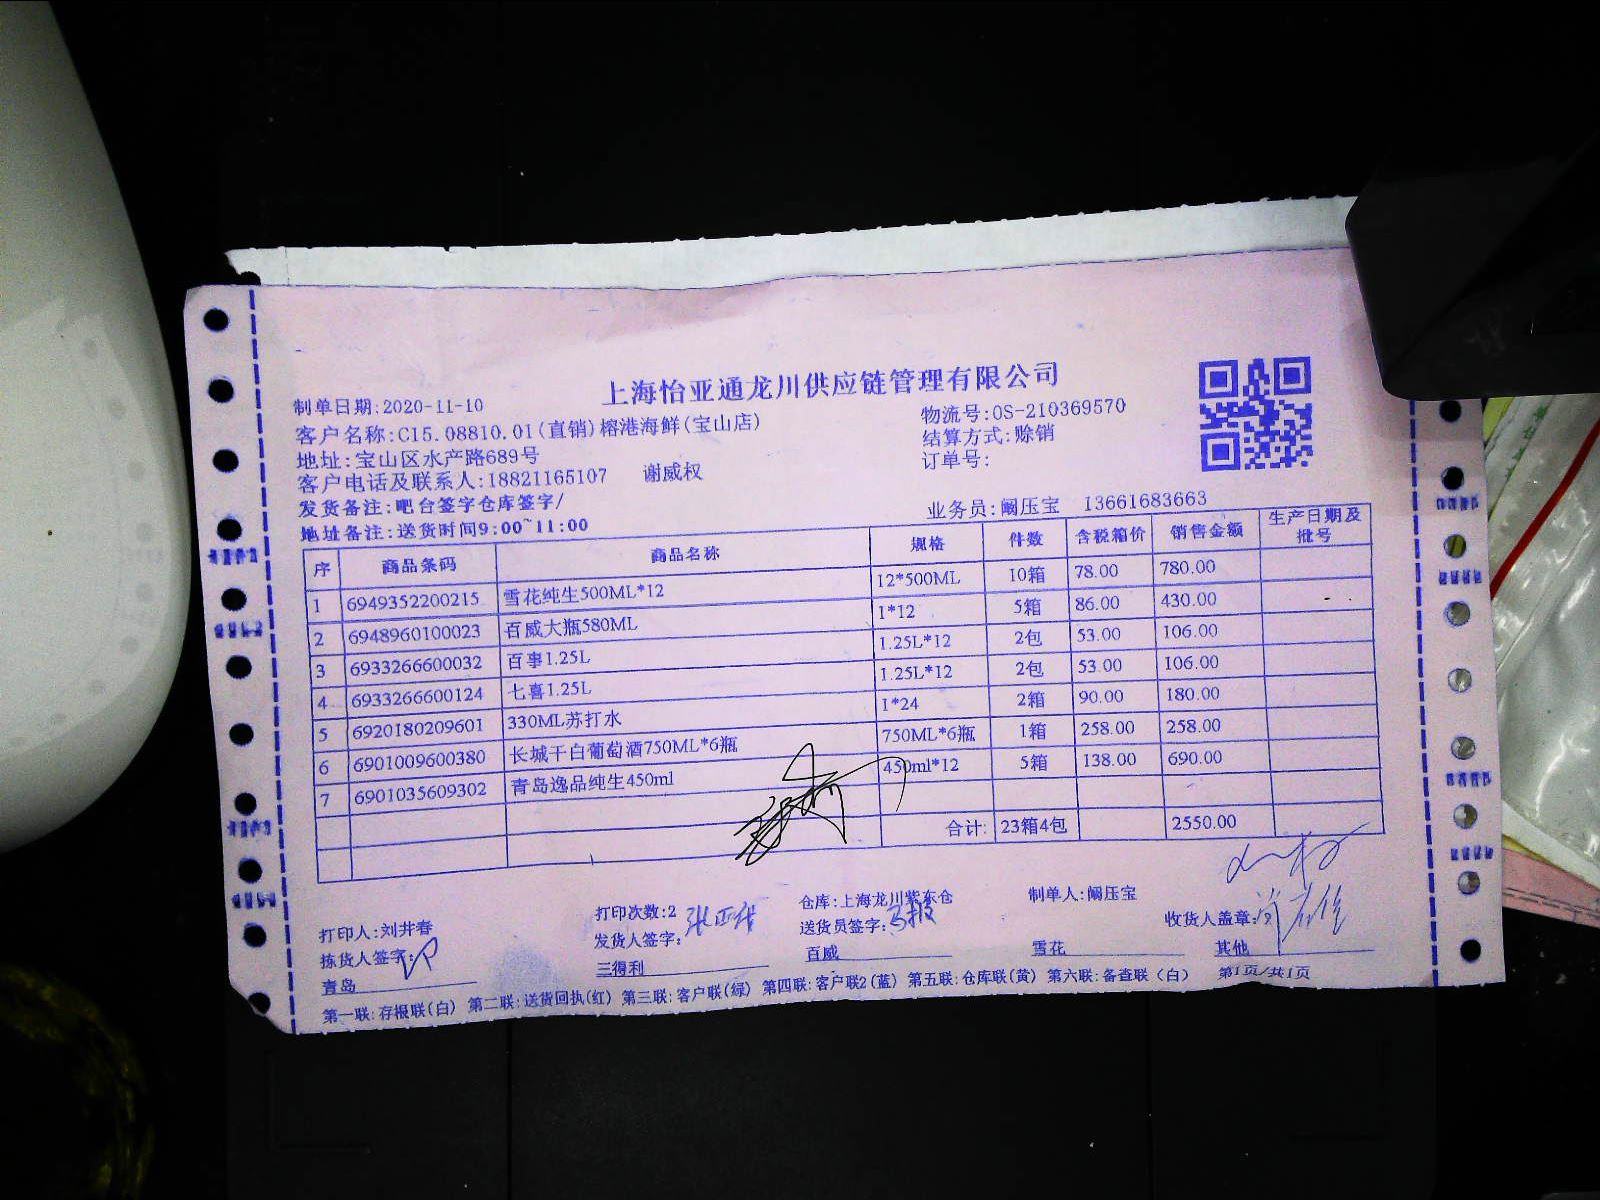 上海怡亚通龙川供应链管理有限公司
制单日期:2020-11-10
物流号:OS-210369570
客户名称:C15.08810.01(直销)榕港海鲜(宝山店)
结算方式:赊销
地址:宝山区水产路689号
订单号:
客户电话及联系人:18821165107 谢威权
发货备注:吧台签字仓库签字/
业务员:阚压宝 13661683663
地址备注:送货时间9:00~11:00
序 商品条码 商品名称 规格 件数 含税箱价 销售金额 生产日期及批号
1 6949352200215 雪花纯生500ML*12 12*500ML 10箱 78.00 780.00
2 6948960100023 百威大瓶580ML 1*12 5箱 86.00 430.00
3 6933266600032 百事1.25L 1.25L*12 2包 53.00 106.00
4 6933266600124 七喜1.25L 1.25L*12 2包 53.00 106.00
5 6920180209601 330ML苏打水 1*24 2箱 90.00 180.00
6 6901009600380 长城干白葡萄酒750ML*6瓶 750ML*6瓶 1箱 258.00 258.00
7 6901035609302 青岛逸品纯生450ml 450ml*12 5箱 138.00 690.00
合计: 23箱4包 2550.00
打印人:刘井春 打印次数:2 仓库:上海龙川紫东仓 制单人:阚压宝
拣货人签字: 发货人签字: 送货员签字: 收货人盖章:
青岛 三得利 百威 雪花 其他
第一联:存根联(白) 第二联:送货回执(红) 第三联:客户联(绿) 第四联:客户联2(蓝) 第五联:仓库联(黄) 第六联:备查联(白) 第1页/共1页